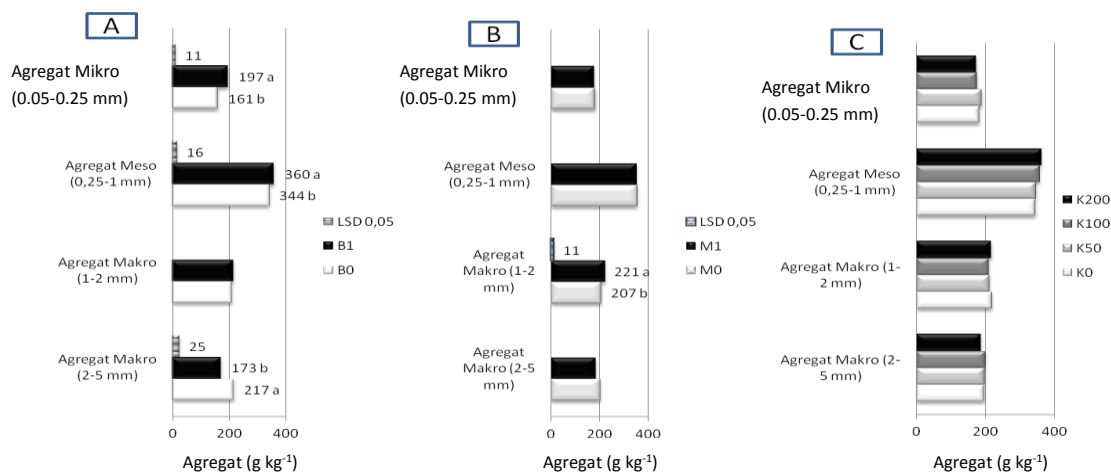 A
Agregat Mikro
(0.05-0.25 mm)
11
197 a
161 b
Agregat Meso
(0,25-1 mm)
16
360 a
344 b
Agregat Makro
(1-2 mm)
Agregat Makro
(2-5 mm)
25
173 b
217 a
0
200
400
Agregat (g kg-1)
LSD 0,05
B1
B0
B
Agregat Mikro
(0.05-0.25 mm)
Agregat Meso
(0,25-1 mm)
Agregat
Makro (1-2
mm)
11
221 a
207 b
Agregat
Makro (2-5
mm)
0
200
400
Agregat (g kg-1)
LSD 0,05
M1
M0
C
Agregat Mikro
(0.05-0.25 mm)
Agregat Meso
(0,25-1 mm)
Agregat Makro (1-
2 mm)
Agregat Makro (2-
5 mm)
0
200
400
Agregat (g kg-1)
K200
K100
K50
K0